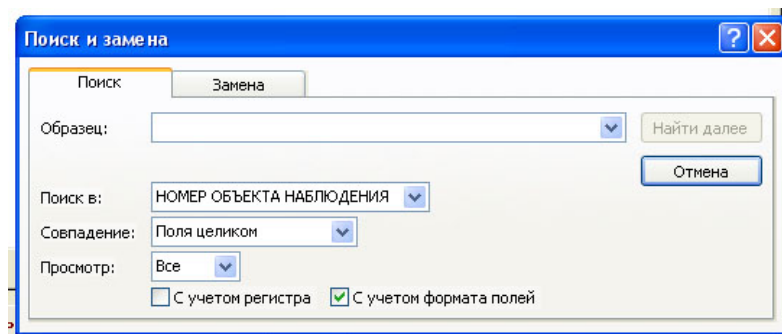 Поиск и замена
Поиск
Замена
Образец:
Найти далее
Отмена
Поиск в: НОМЕР ОБЪЕКТА НАБЛЮДЕНИЯ
Совпадение: Поля целиком
Просмотр: Все
С учетом регистра С учетом формата полей